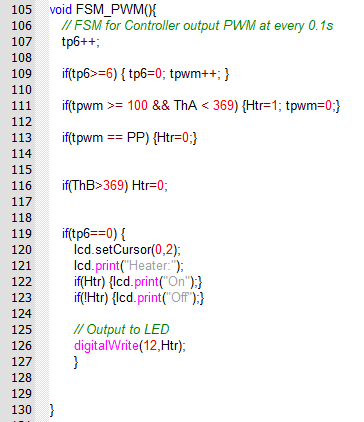 105 void FSM_PWM(){
106 // FSM for Controller output PWM at every 0.1s
107 tp6++;
108
109 if(tp6>=6) { tp6=0; tpwm++; }
110
111 if(tpwm >= 100 && ThA < 369) {Htr=1; tpwm=0;}
112
113 if(tpwm == PP) {Htr=0;}
114
115
116 if(ThB>369) Htr=0;
117
118
119 if(tp6==0) {
120 lcd.setCursor(0,2);
121 lcd.print("Heater:");
122 if(Htr) {lcd.print("On");}
123 if(!Htr) {lcd.print("Off");}
124
125 // Output to LED
126 digitalWrite(12,Htr);
127 }
128
129
130 }